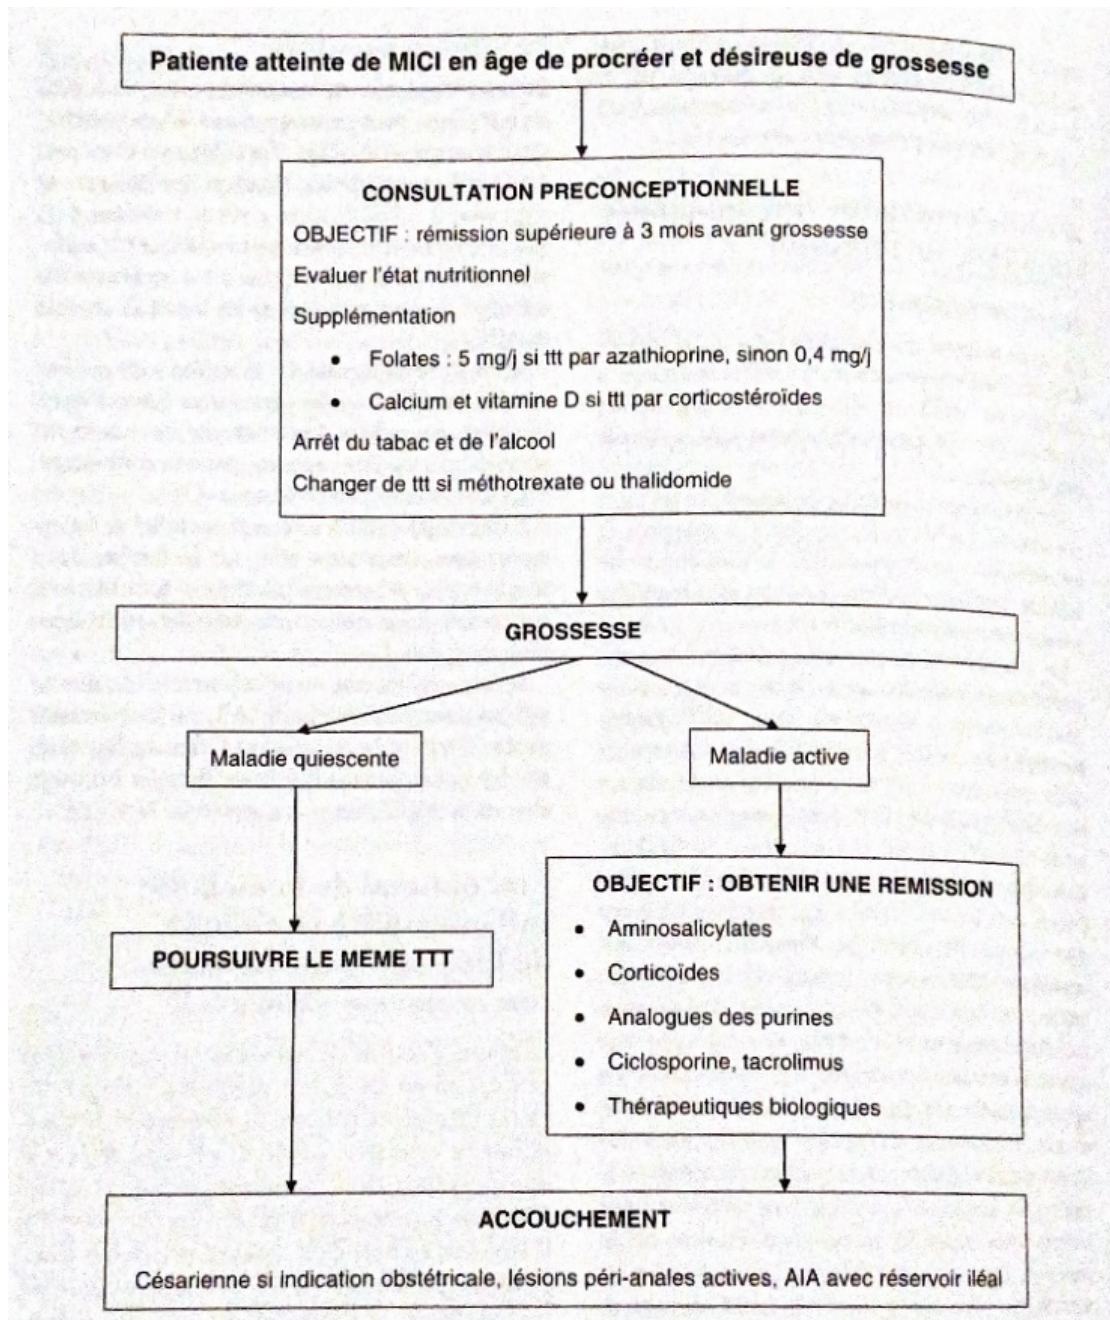 Patiente atteinte de MICI en âge de procréer et désireuse de grossesse
CONSULTATION PRECONCEPTIONNELLE
OBJECTIF : rémission supérieure à 3 mois avant grossesse
Evaluer l'état nutritionnel
Supplémentation
• Folates : 5 mg/j si ttt par azathioprine, sinon 0,4 mg/j
• Calcium et vitamine D si ttt par corticostéroïdes
Arrêt du tabac et de l'alcool
Changer de ttt si méthotrexate ou thalidomide
GROSSESSE
Maladie quiescente
Maladie active
POURSUIVRE LE MEME TTT
OBJECTIF : OBTENIR UNE REMISSION
• Aminosalicylates
• Corticoïdes
• Analogues des purines
• Ciclosporine, tacrolimus
• Thérapeutiques biologiques
ACCOUCHEMENT
Césarienne si indication obstétricale, lésions péri-anales actives, AIA avec réservoir iléal